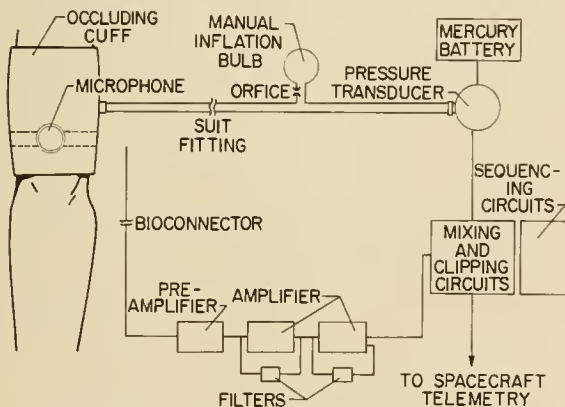 OCCLUDING
CUFF
MICROPHONE
MANUAL
INFLATION
BULB
ORFICE
SUIT
FITTING
MERCURY
BATTERY
PRESSURE
TRANSDUCER
SEQUENC-
ING
CIRCUITS
BIOCONNECTOR
MIXING
AND
CLIPPING
CIRCUITS
PRE-
AMPLIFIER
AMPLIFIER
FILTERS
TO SPACECRAFT
TELEMETRY